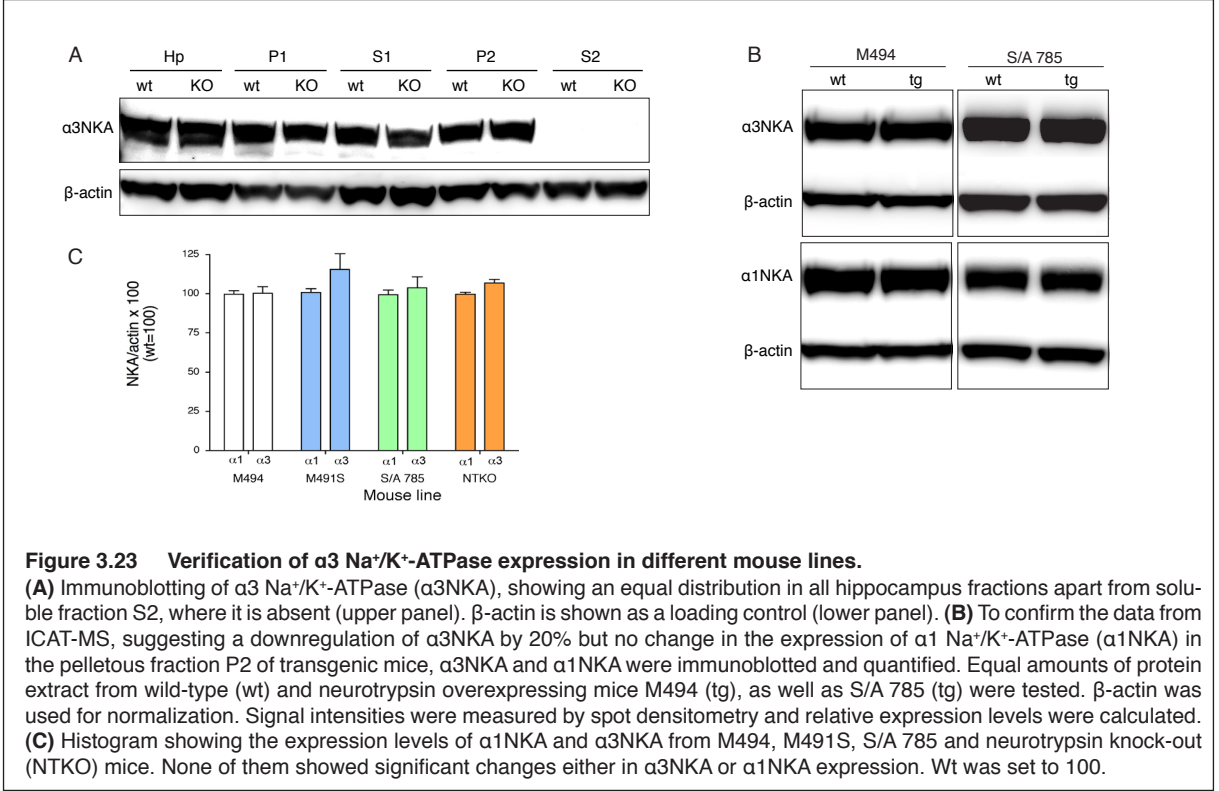 A
Hp P1 S1 P2 S2
wt KO wt KO wt KO wt KO wt KO
α3NKA
β-actin
B
M494 S/A 785
wt tg wt tg
α3NKA
β-actin
α1NKA
β-actin
C
NKA/actin x 100
(wt=100)
125
100
75
50
25
0
α1 α3 α1 α3 α1 α3 α1 α3
M494 M491S S/A 785 NTKO
Mouse line
Figure 3.23 Verification of α3 Na⁺/K⁺-ATPase expression in different mouse lines.
(A) Immunoblotting of α3 Na⁺/K⁺-ATPase (α3NKA), showing an equal distribution in all hippocampus fractions apart from solu-
ble fraction S2, where it is absent (upper panel). β-actin is shown as a loading control (lower panel). (B) To confirm the data from
ICAT-MS, suggesting a downregulation of α3NKA by 20% but no change in the expression of α1 Na⁺/K⁺-ATPase (α1NKA) in
the pelletous fraction P2 of transgenic mice, α3NKA and α1NKA were immunoblotted and quantified. Equal amounts of protein
extract from wild-type (wt) and neurotrypsin overexpressing mice M494 (tg), as well as S/A 785 (tg) were tested. β-actin was
used for normalization. Signal intensities were measured by spot densitometry and relative expression levels were calculated.
(C) Histogram showing the expression levels of α1NKA and α3NKA from M494, M491S, S/A 785 and neurotrypsin knock-out
(NTKO) mice. None of them showed significant changes either in α3NKA or α1NKA expression. Wt was set to 100.